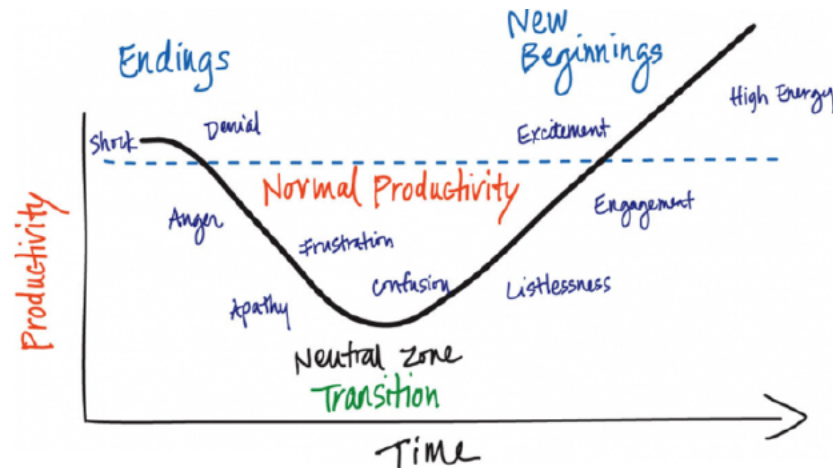 New
Beginnings
Endings
High Energy
Shock
Denial
Excitement
Normal Productivity
Anger
Engagement
Frustration
Confusion
Listlessness
Apathy
Productivity
Neutral Zone
Transition
Time